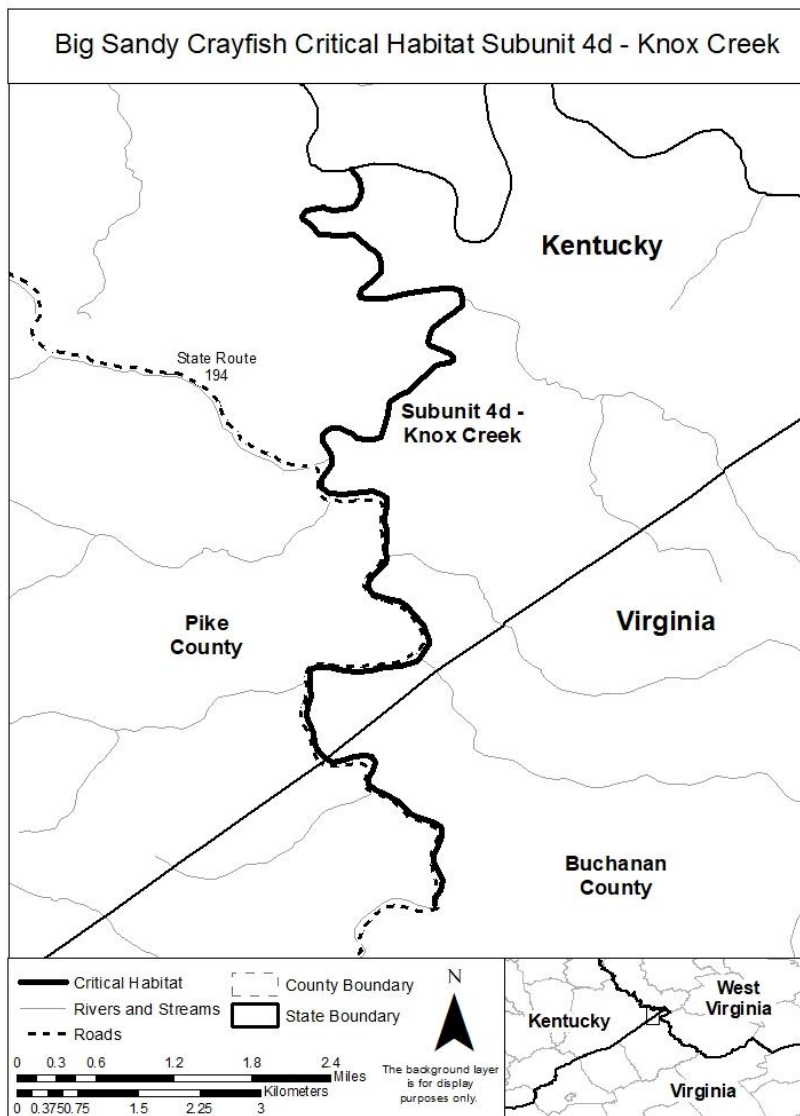 Big Sandy Crayfish Critical Habitat Subunit 4d - Knox Creek
Kentucky
State Route
194
Subunit 4d -
Knox Creek
Pike
County
Virginia
Buchanan
County
Critical Habitat
Rivers and Streams
Roads
County Boundary
State Boundary
N
The background layer
is for display
purposes only.
0 0.3 0.6 1.2 1.8 2.4
Miles
Kilometers
0 0.375 0.75 1.5 2.25 3
West
Virginia
Kentucky
Virginia